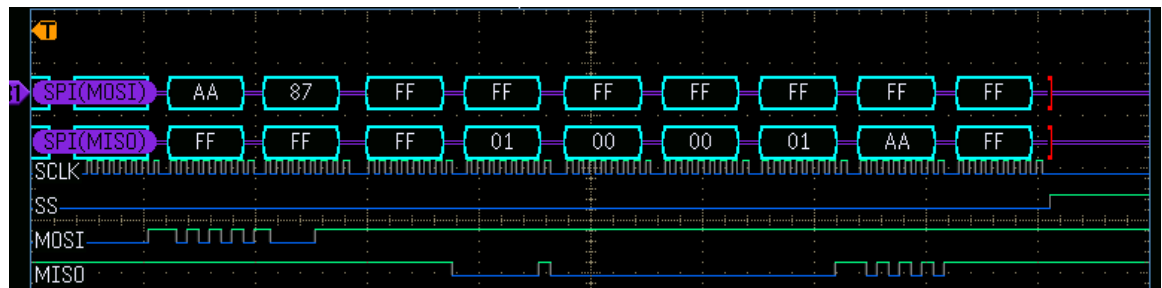 T
SPI(MOSI) AA 87 FF FF FF FF FF FF FF
SPI(MISO) FF FF FF 01 00 00 01 AA FF
SCLK
SS
MOSI
MISO